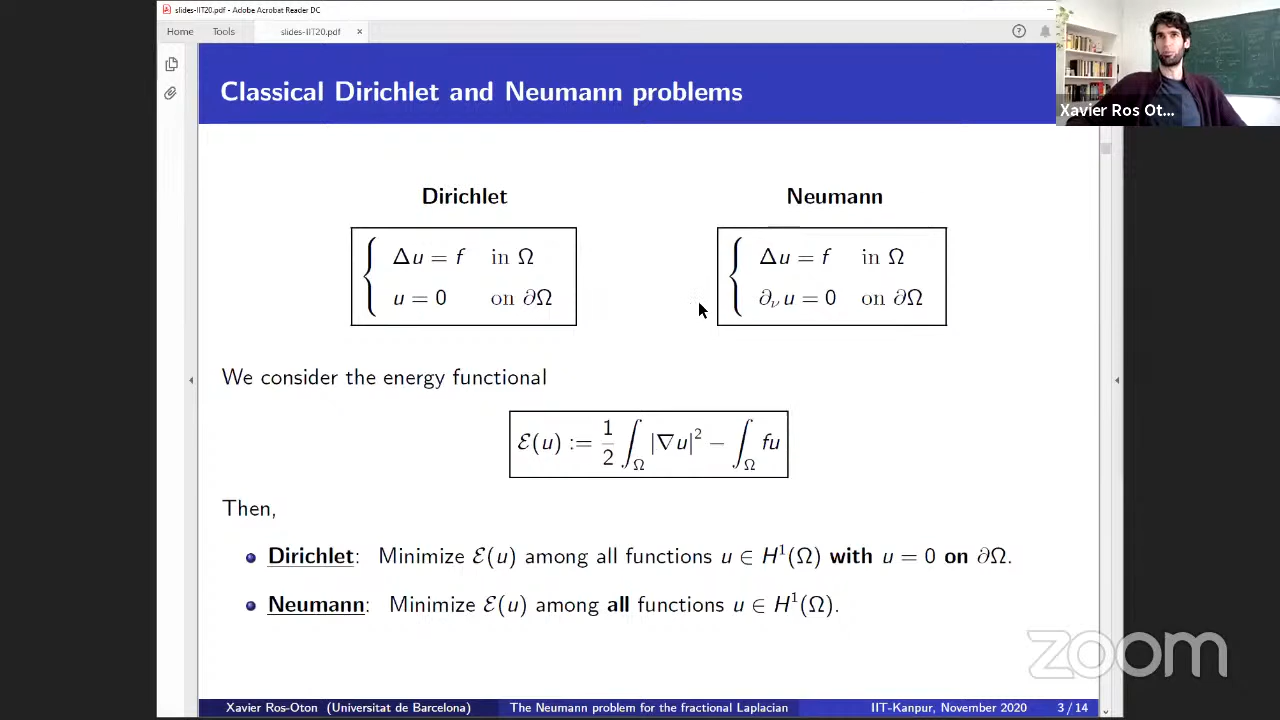 slides-IIT20.pdf - Adobe Acrobat Reader DC
Home Tools slides-IIT20.pdf ×
Classical Dirichlet and Neumann problems
Xavier Ros Ot...
Dirichlet Neumann
Δu = f in Ω
u = 0 on ∂Ω
Δu = f in Ω
∂νu = 0 on ∂Ω
We consider the energy functional
ℰ(u) := 1/2 ∫_Ω |∇u|² − ∫_Ω fu
Then,
• Dirichlet: Minimize ℰ(u) among all functions u ∈ H¹(Ω) with u = 0 on ∂Ω.
• Neumann: Minimize ℰ(u) among all functions u ∈ H¹(Ω).
zoom
Xavier Ros-Oton (Universitat de Barcelona) The Neumann problem for the fractional Laplacian IIT-Kanpur, November 2020 3 / 14